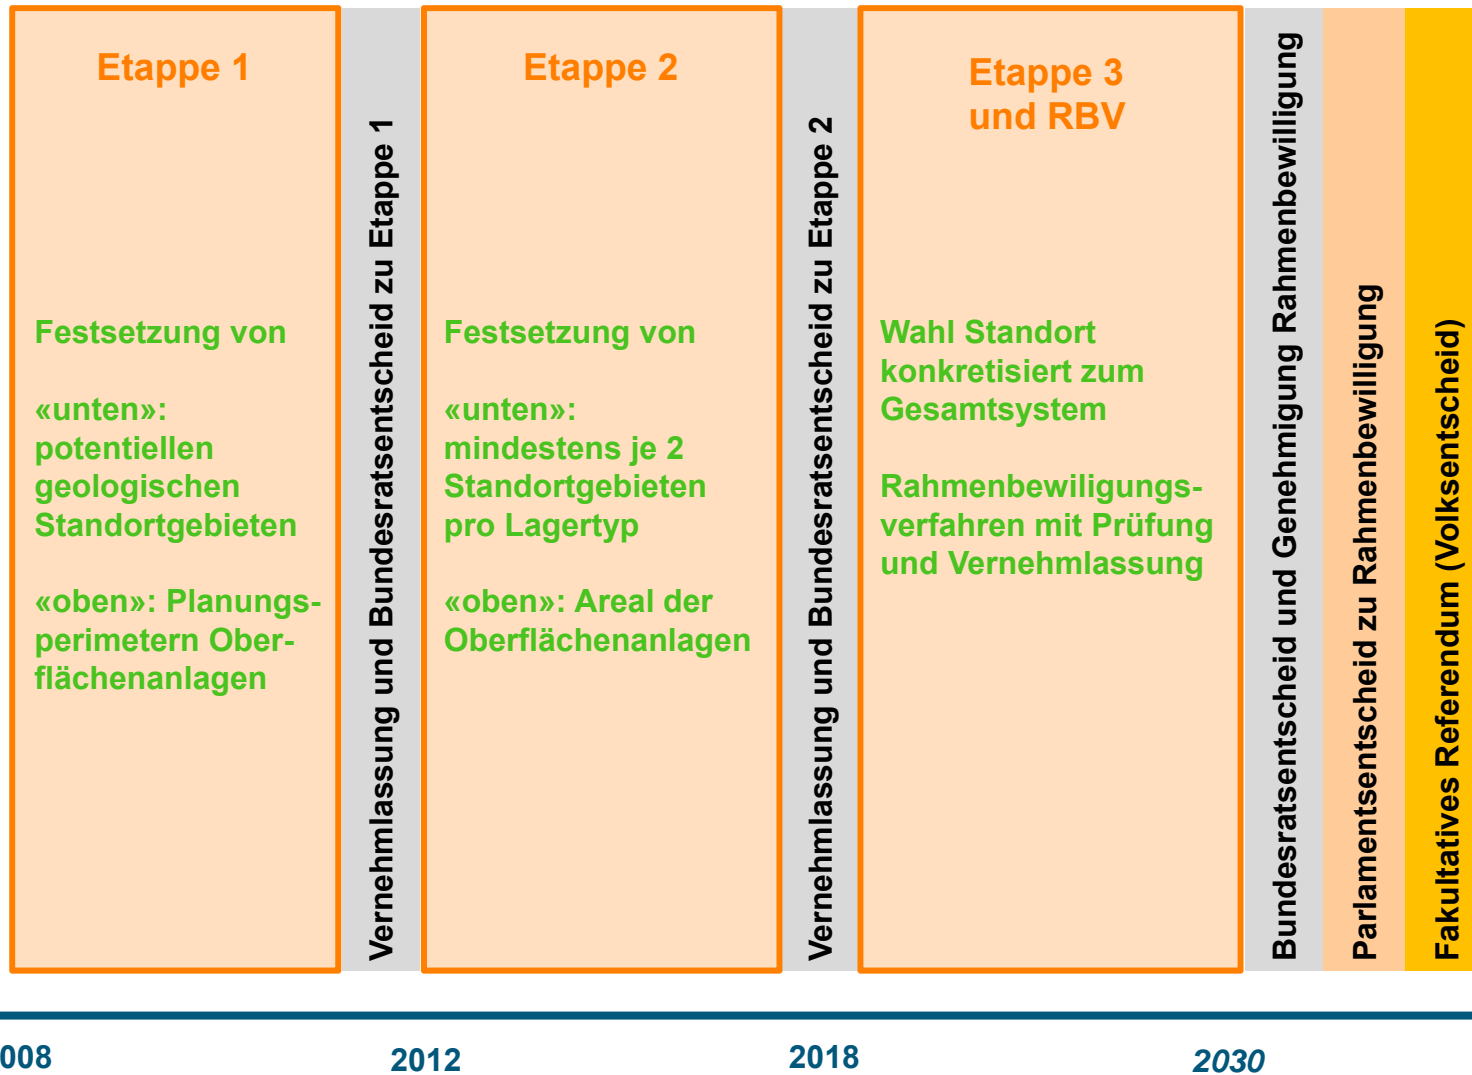 Etappe 1
Festsetzung von
«unten»:
potentiellen
geologischen
Standortgebieten
«oben»: Planungs-
perimetern Ober-
flächenanlagen
Vernehmlassung und Bundesratsentscheid zu Etappe 1
Etappe 2
Festsetzung von
«unten»:
mindestens je 2
Standortgebieten
pro Lagertyp
«oben»: Areal der
Oberflächenanlagen
Vernehmlassung und Bundesratsentscheid zu Etappe 2
Etappe 3
und RBV
Wahl Standort
konkretisiert zum
Gesamtsystem
Rahmenbewiligungs-
verfahren mit Prüfung
und Vernehmlassung
Bundesratsentscheid und Genehmigung Rahmenbewilligung
Parlamentsentscheid zu Rahmenbewilligung
Fakultatives Referendum (Volksentscheid)
008
2012
2018
2030